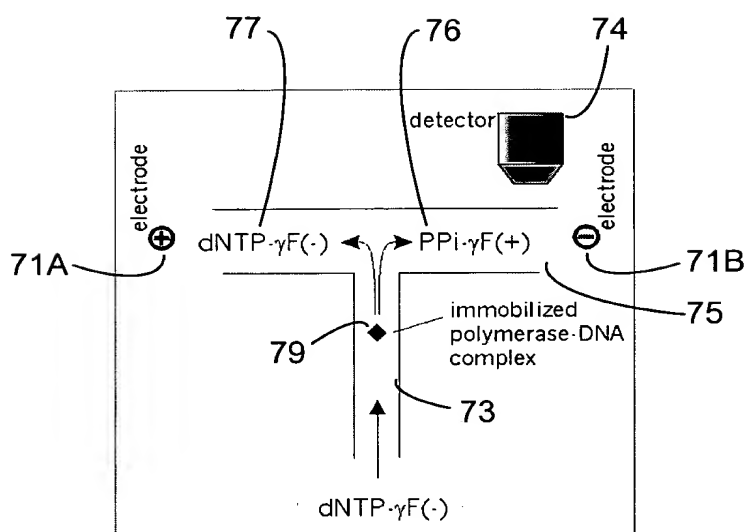 77
76
74
detector
electrode
electrode
+
dNTP-γF(-)
PPi-γF(+)
−
71A
71B
75
79
immobilized
polymerase-DNA
complex
73
dNTP-γF(-)